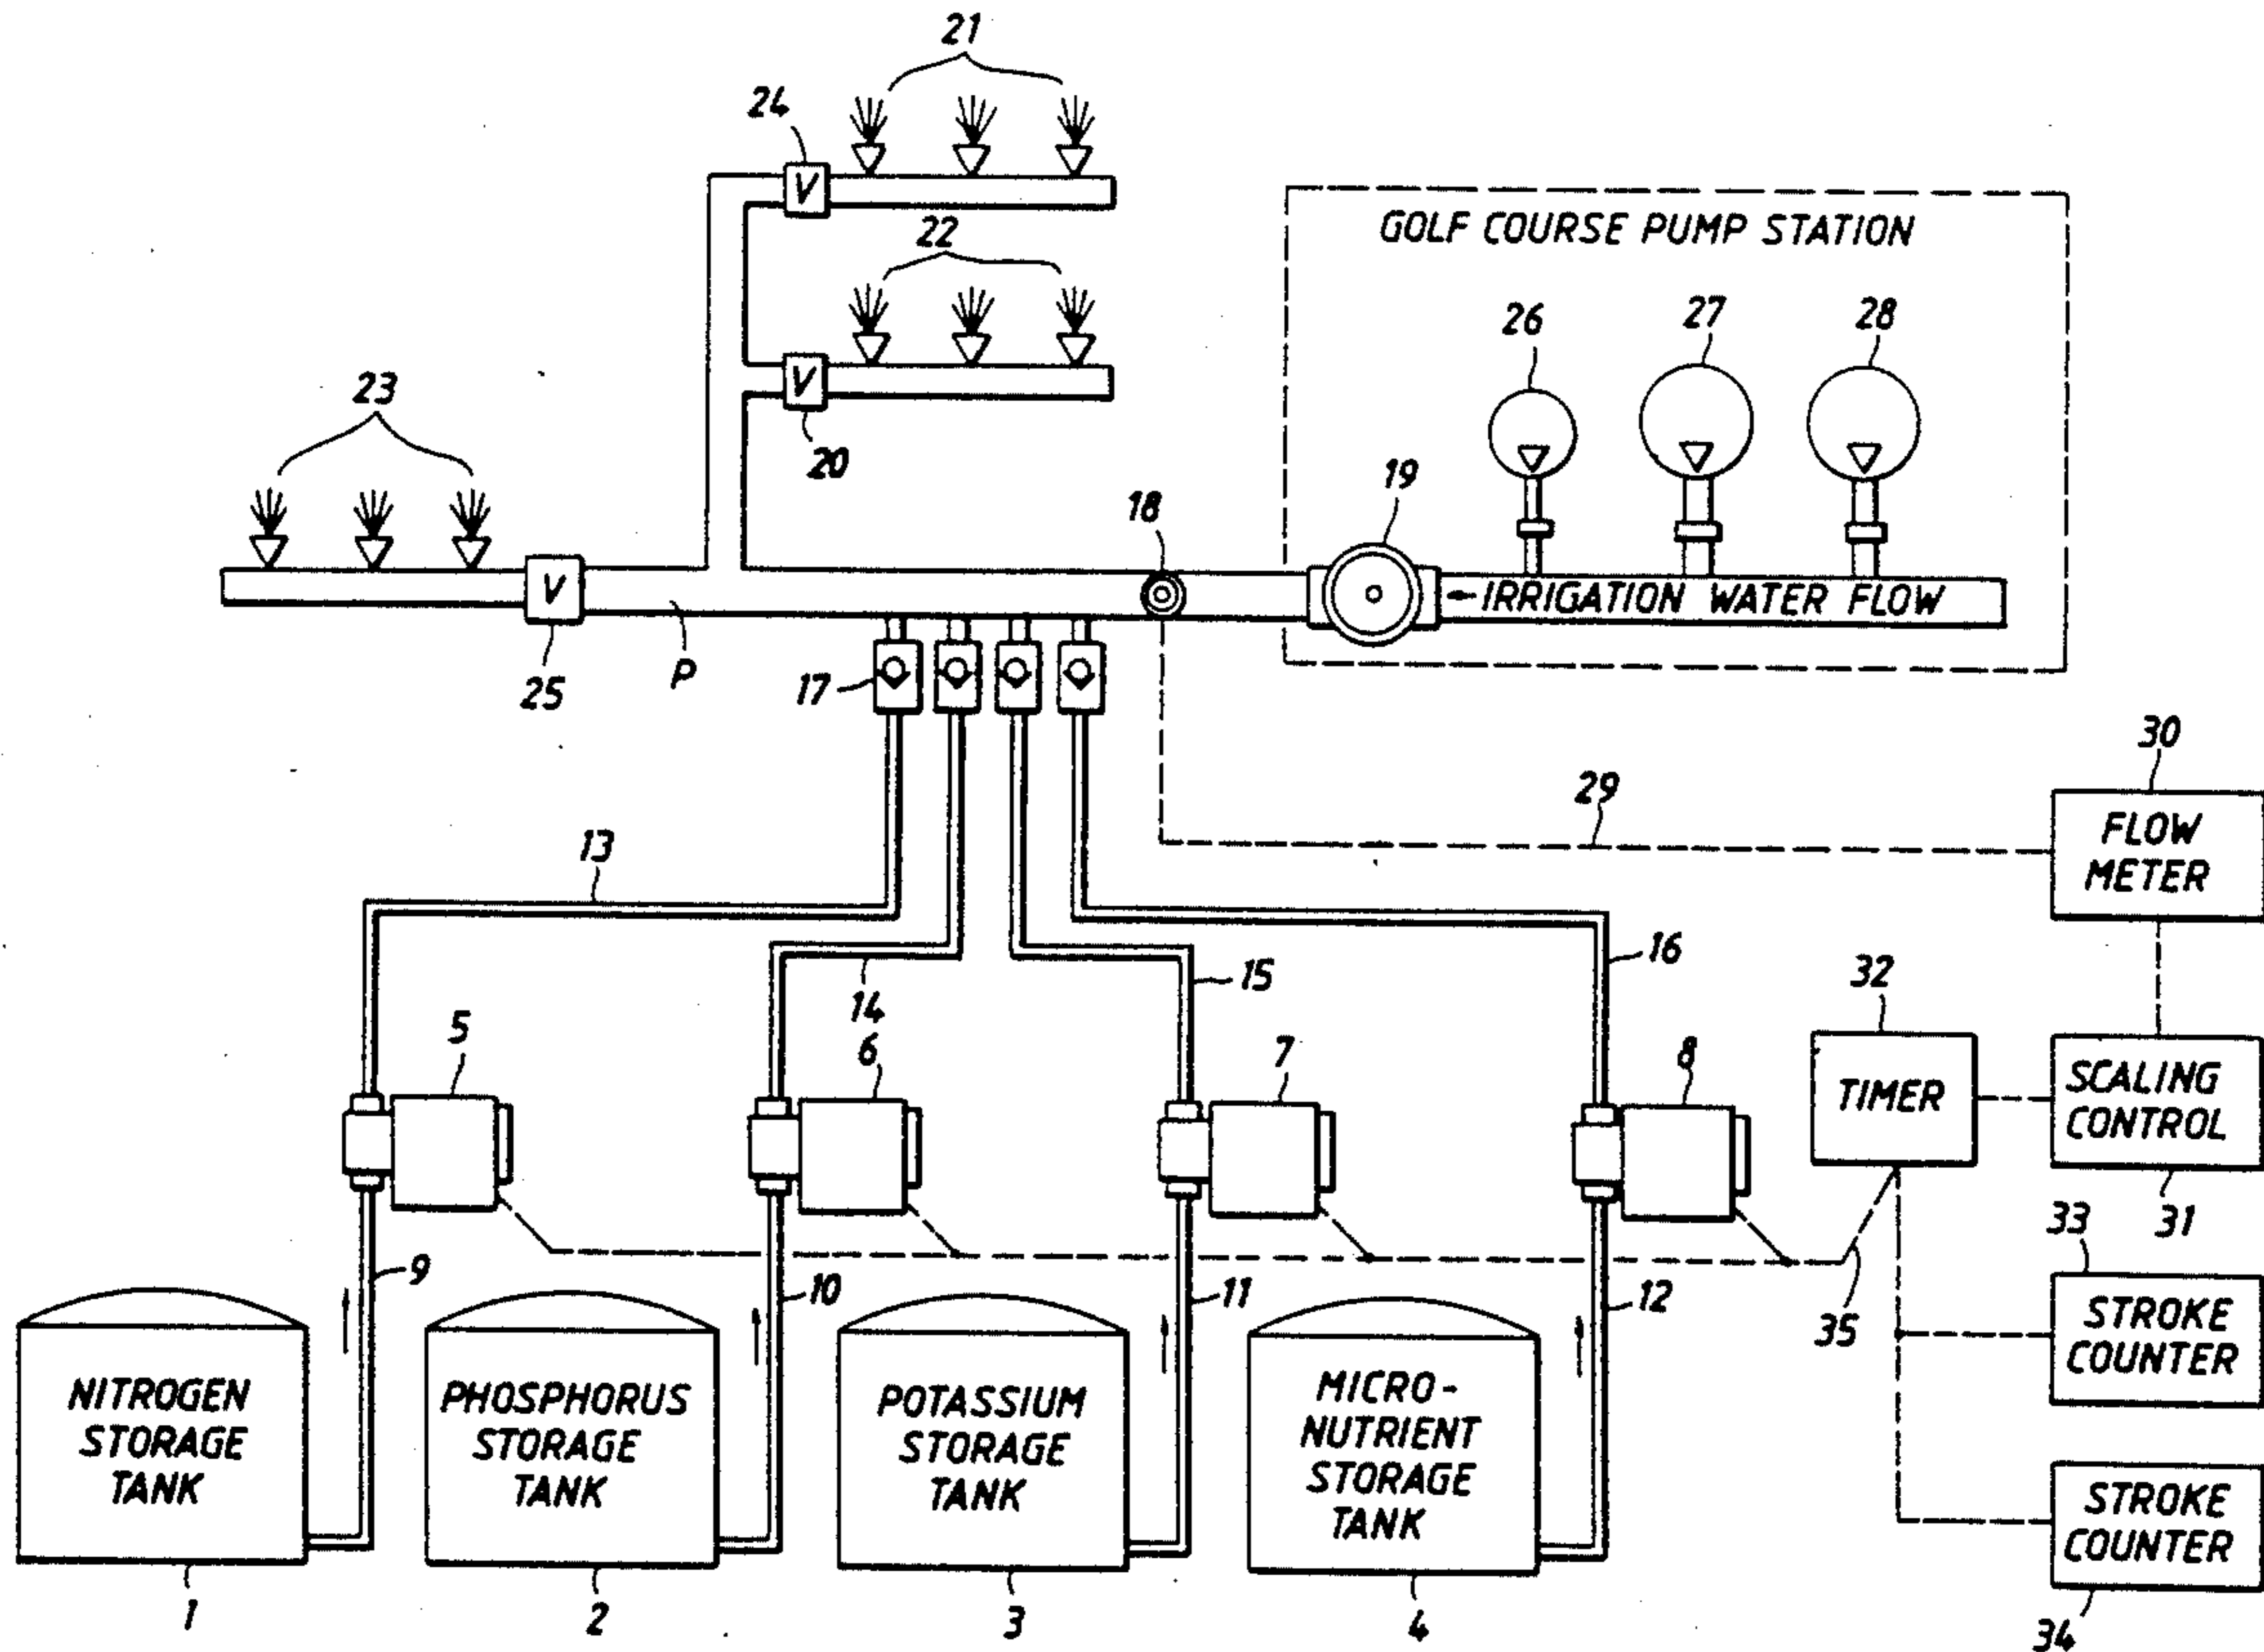 21
24
V
22
GOLF COURSE PUMP STATION
26
27
28
23
V
20
18
19
←IRRIGATION WATER FLOW
V
25
P
17
30
FLOW
METER
29
13
14
15
16
32
TIMER
SCALING
CONTROL
31
5
6
7
8
9
10
11
12
35
33
STROKE
COUNTER
NITROGEN
STORAGE
TANK
PHOSPHORUS
STORAGE
TANK
POTASSIUM
STORAGE
TANK
MICRO-
NUTRIENT
STORAGE
TANK
STROKE
COUNTER
34
1
2
3
4